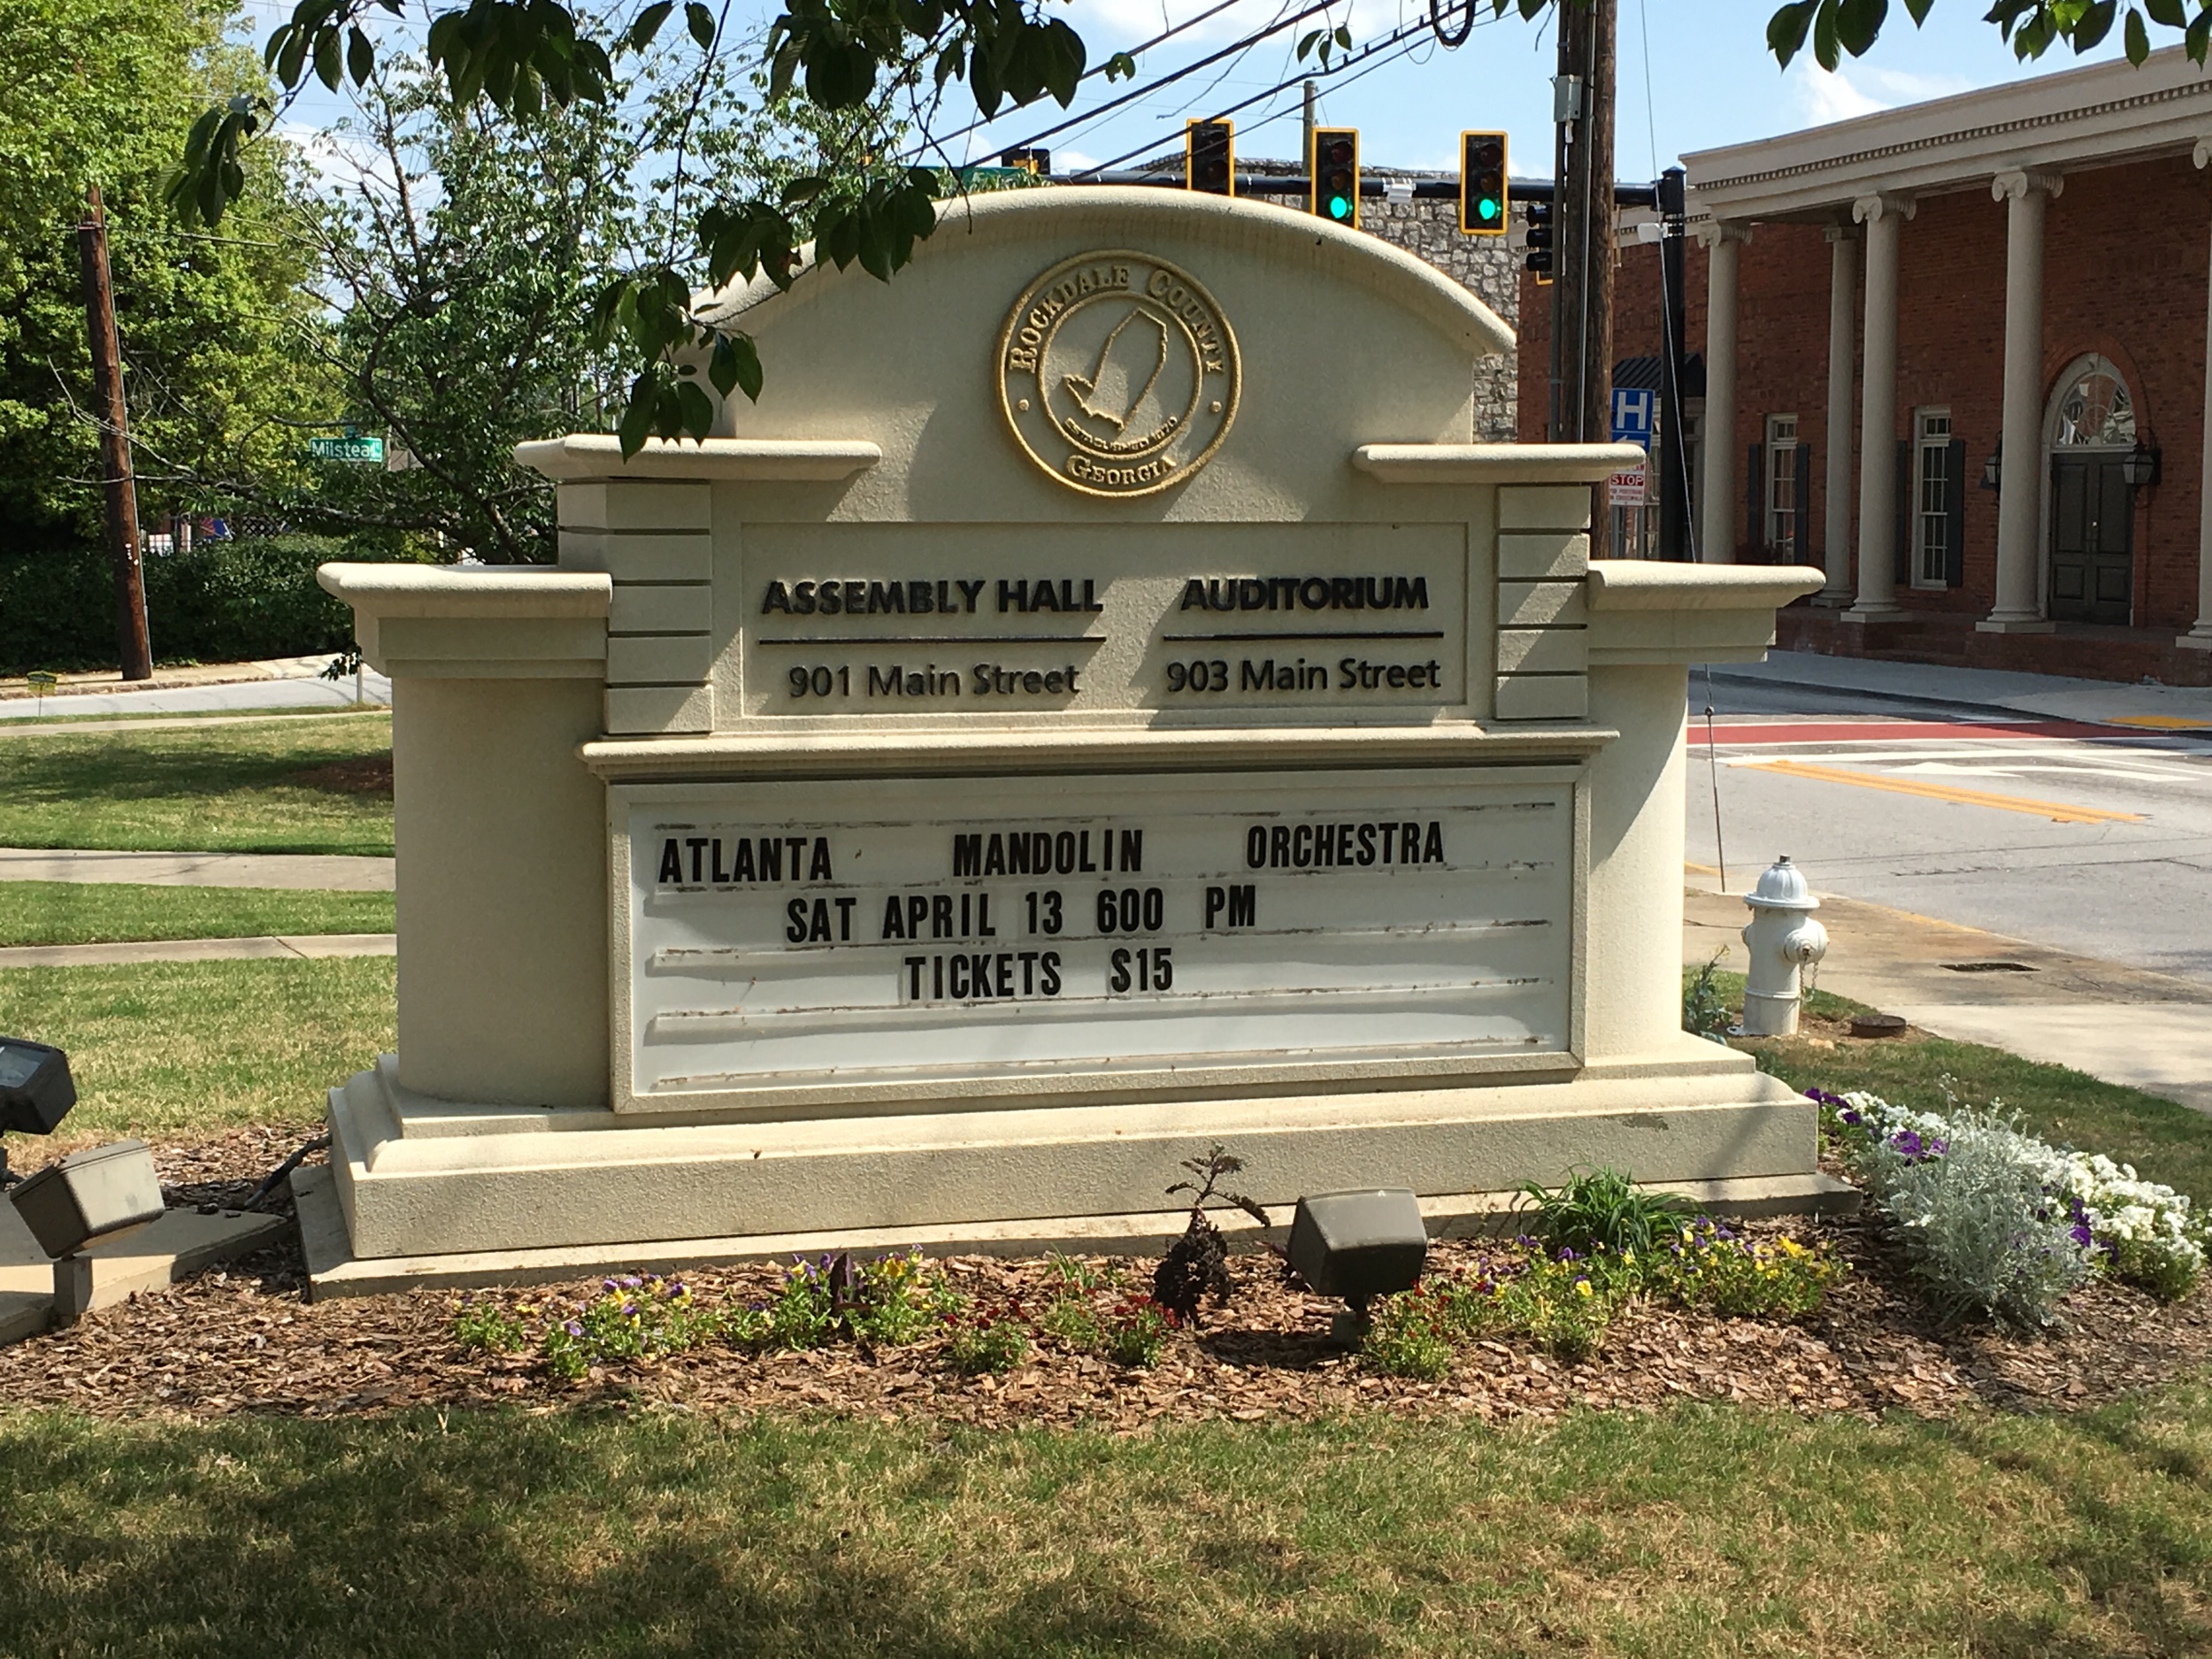 Milstead
H
STOP
ROCKDALE COUNTY
GEORGIA
ASSEMBLY HALL
901 Main Street
AUDITORIUM
903 Main Street
ATLANTA MANDOLIN ORCHESTRA
SAT APRIL 13 600 PM
TICKETS S15